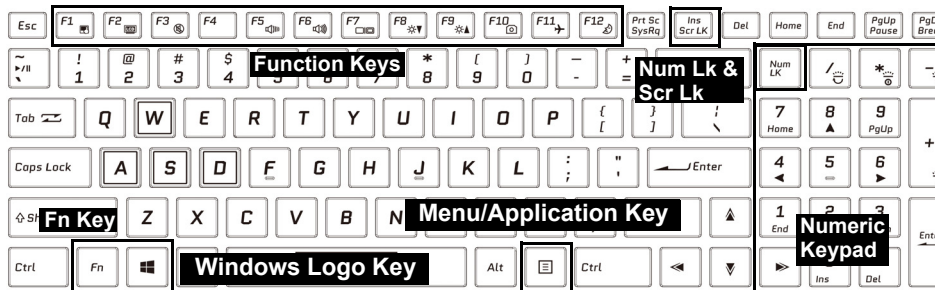 Esc F1 F2 F3 F4 F5 F6 F7 F8 F9 F10 F11 F12 Prt Sc SysRq Ins Scr LK Del Home End PgUp Pause
~ ` ! 1 @ 2 # 3 $ 4 Function Keys * 8 ( 9 ) 0 _ - + = Num Lk & Scr Lk Num LK / * -
Tab Q W E R T Y U I O P { [ } ] | \ 7 Home 8 9 PgUp +
Caps Lock A S D F G H J K L : ; " ' Enter 4 5 6
Fn Key Z X C V B N Menu/Application Key 1 End 2 3 Numeric Keypad
Ctrl Fn Windows Logo Key Alt Ctrl Ins Del